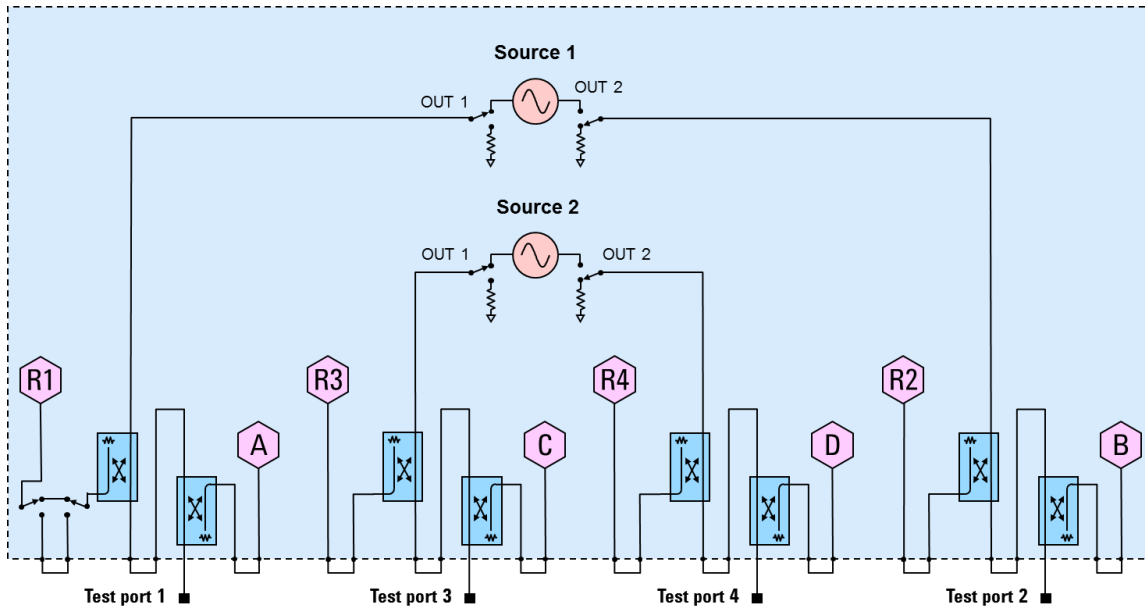 Source 1
OUT 1
OUT 2
Source 2
OUT 1
OUT 2
R1
R3
R4
R2
A
C
D
B
Test port 1
Test port 3
Test port 4
Test port 2